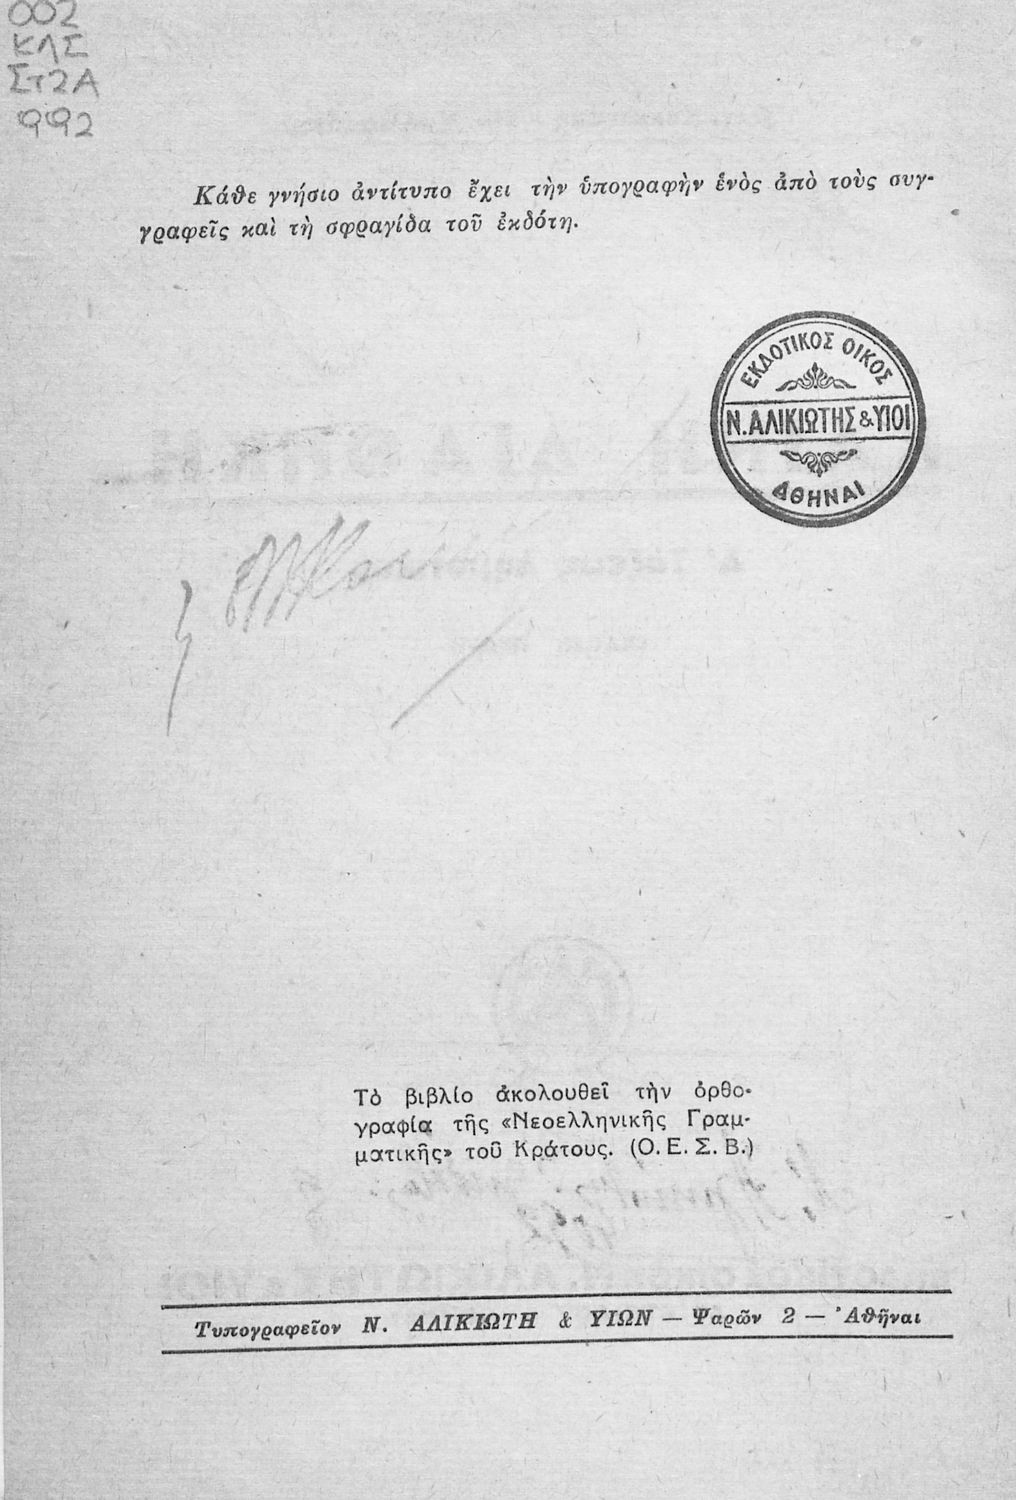 002
ΚΛΣ
Στ2Α
992
Κάθε γνήσιο ἀντίτυπο ἔχει τὴν ὑπογραφὴν ἑνὸς ἀπὸ τοὺς συγ-
γραφεῖς καὶ τὴ σφραγίδα τοῦ ἐκδότη.
ΕΚΔΟΤΙΚΟΣ ΟΙΚΟΣ
Ν. ΑΛΙΚΙΩΤΗΣ & ΥΙΟΙ
ΑΘΗΝΑΙ
Τὸ βιβλίο ἀκολουθεῖ τὴν ὀρθο-
γραφία τῆς «Νεοελληνικῆς Γραμ-
ματικῆς» τοῦ Κράτους. (Ο. Ε. Σ. Β.)
Τυπογραφεῖον Ν. ΑΛΙΚΙΩΤΗ & ΥΙΩΝ — Ψαρῶν 2 — Ἀθῆναι